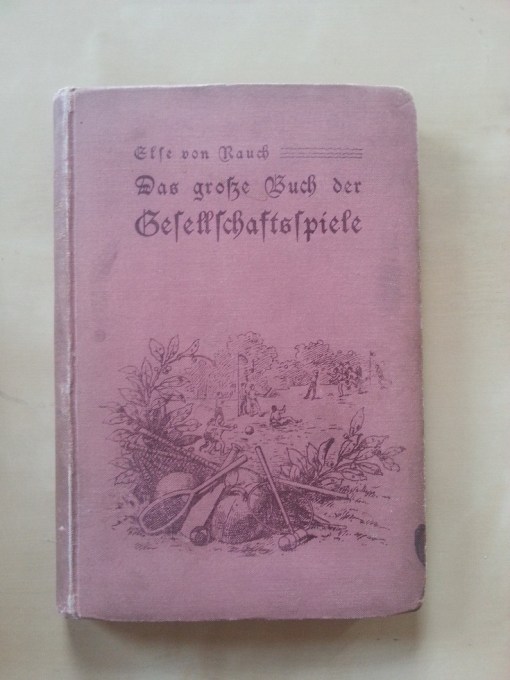 Else von Rauch
Das große Buch der
Gesellschaftsspiele